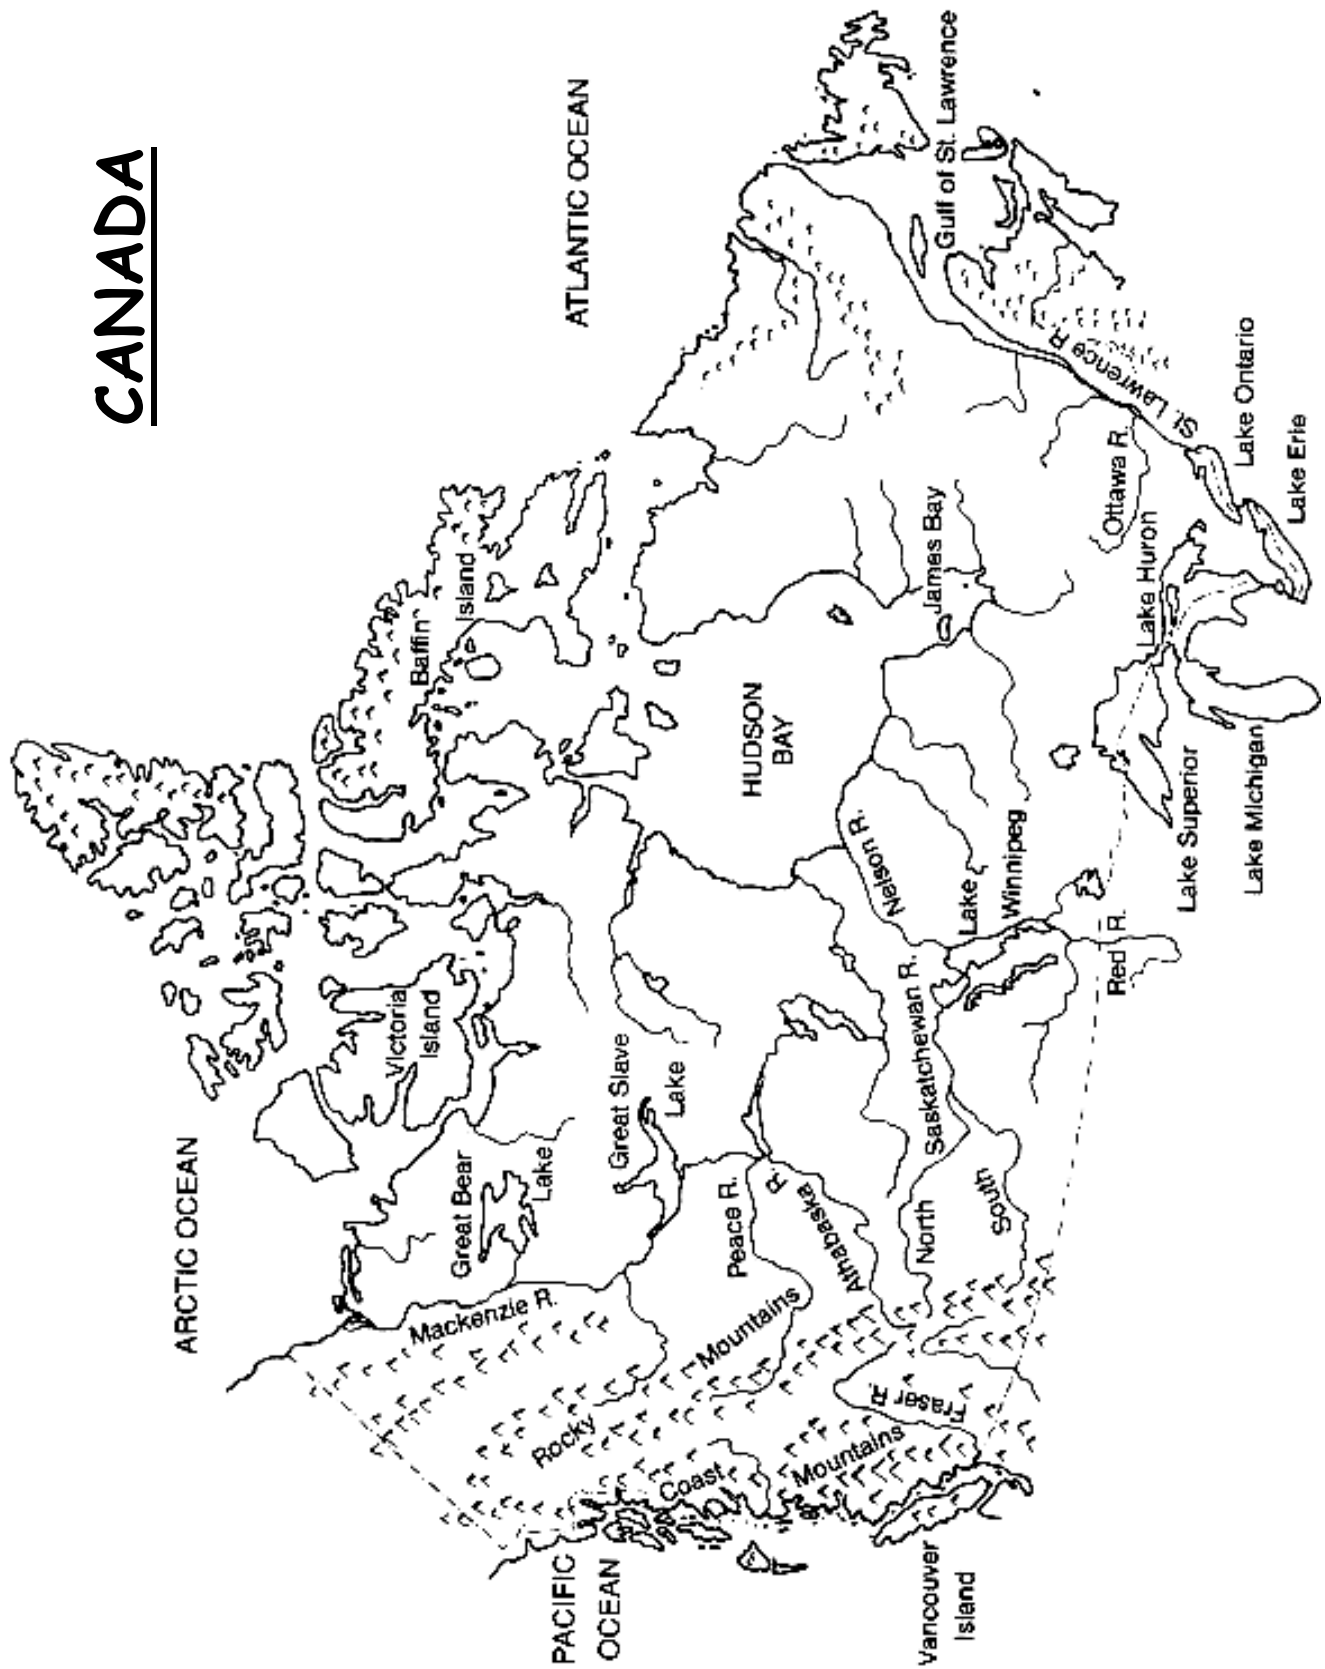 CANADA
ARCTIC OCEAN
ATLANTIC OCEAN
Baffin
Island
Victoria
Island
Great Bear
Lake
Mackenzie R.
Great Slave
Lake
PACIFIC
OCEAN
Rocky
Mountains
Coast
Mountains
Peace R.
Athabaska
R.
HUDSON
BAY
Nelson R.
James Bay
Gulf of St. Lawrence
Fraser R.
North
Saskatchewan R.
South
Lake
Winnipeg
Vancouver
Island
Red R.
Lake Superior
Lake Michigan
Lake Huron
Ottawa R.
St. Lawrence R.
Lake Ontario
Lake Erie